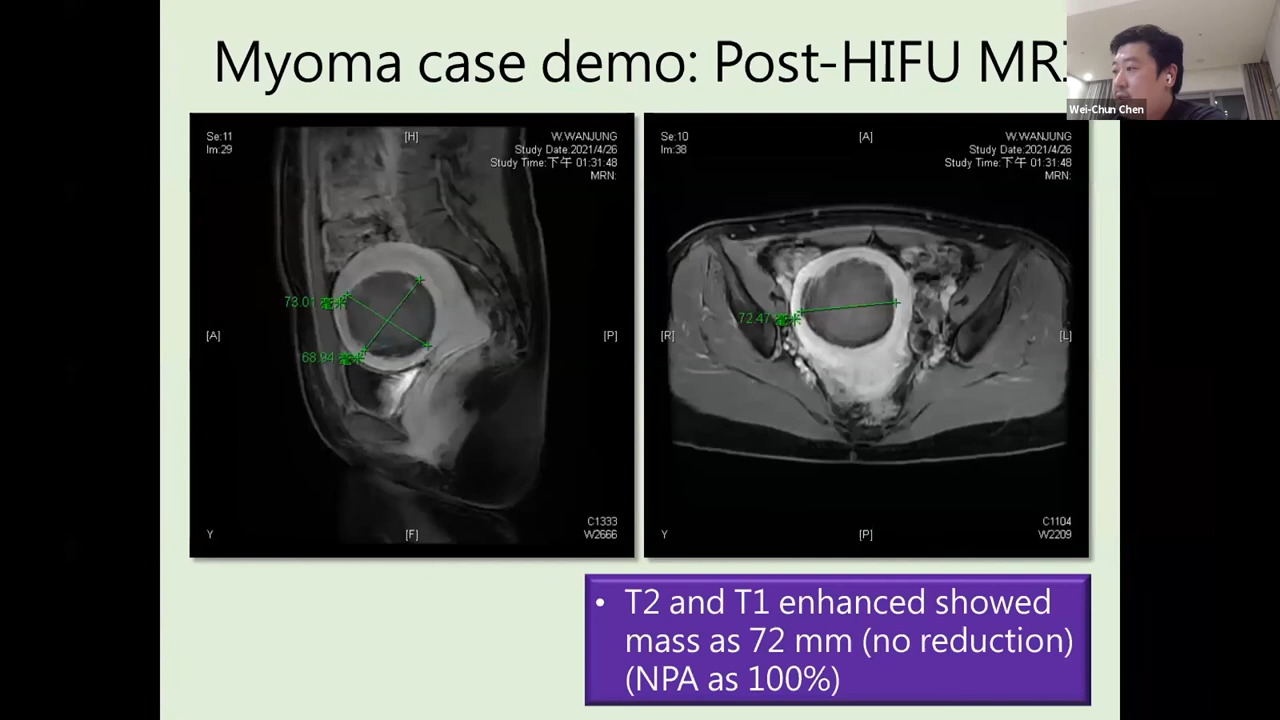 Myoma case demo: Post-HIFU MRI
Wei-Chun Chen
Se:11
Im:29
[H]
W.WANJUNG
Study Date:2021/4/26
Study Time:下午 01:31:48
MRN:
73.01 毫米
68.94 毫米
[A]
[P]
Y
[F]
C1333
W2666
Se:10
Im:38
[A]
W.WANJUNG
Study Date:2021/4/26
Study Time:下午 01:31:48
MRN:
72.47 毫米
[R]
[L]
Y
[P]
C1104
W2209
• T2 and T1 enhanced showed
mass as 72 mm (no reduction)
(NPA as 100%)